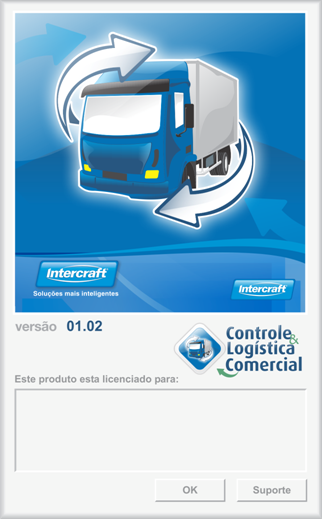 Intercraft
Soluções mais inteligentes
Intercraft
versão 01.02
Controle
& Logística
Comercial
Este produto esta licenciado para:
OK Suporte